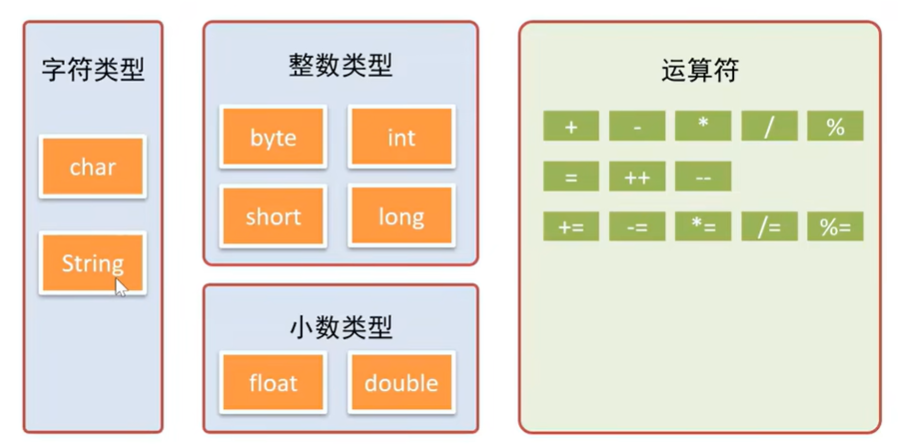 字符类型
char
String
整数类型
byte int
short long
小数类型
float double
运算符
+ - * / %
= ++ --
+= -= *= /= %=